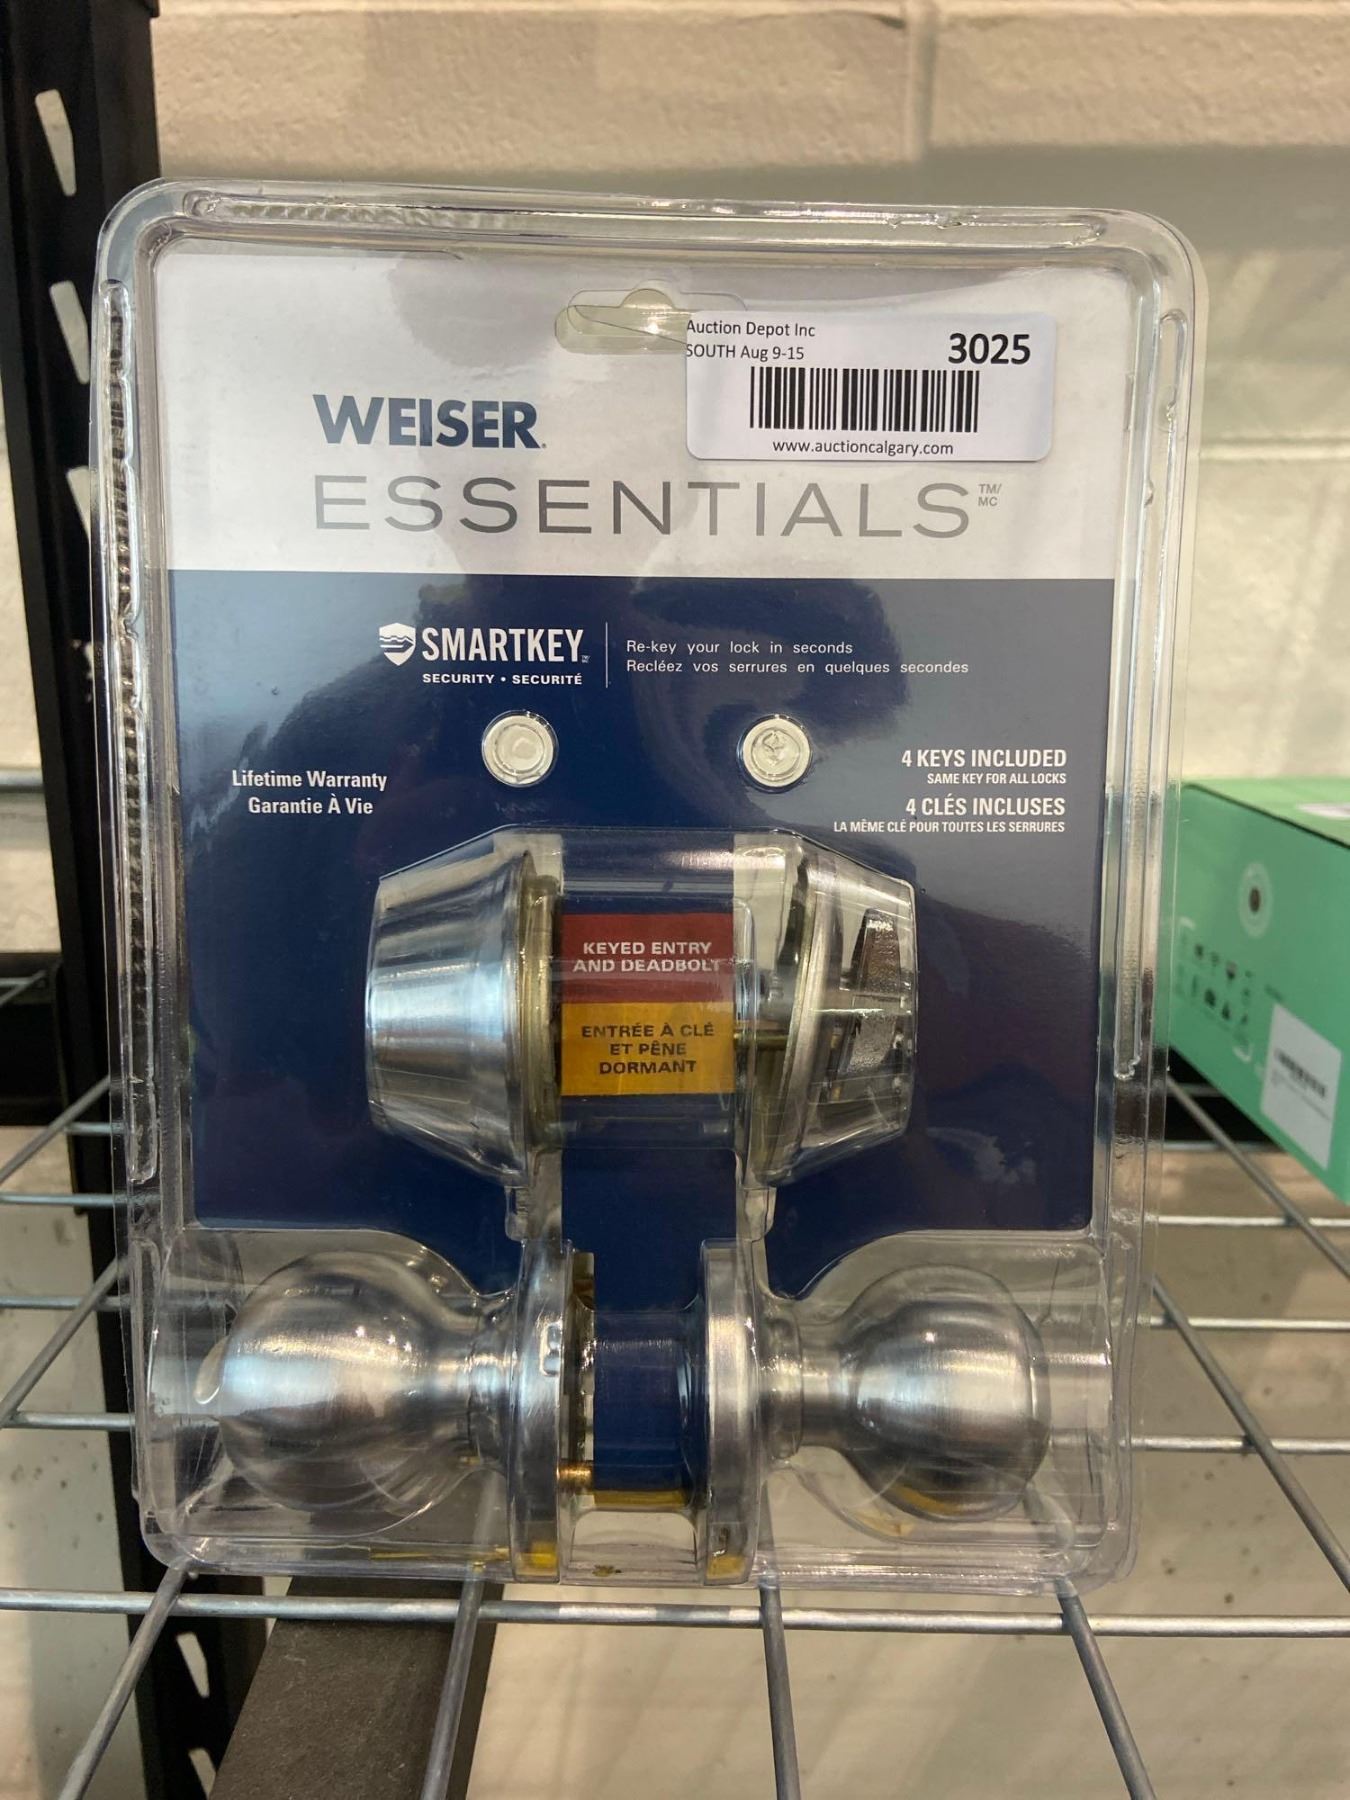 Auction Depot Inc
SOUTH Aug 9-15
3025
www.auctioncalgary.com
WEISER.
ESSENTIALS TM/MC
SMARTKEY
SECURITY • SECURITÉ
Re-key your lock in seconds
Recléez vos serrures en quelques secondes
Lifetime Warranty
Garantie À Vie
4 KEYS INCLUDED
SAME KEY FOR ALL LOCKS
4 CLÉS INCLUSES
LA MÊME CLÉ POUR TOUTES LES SERRURES
KEYED ENTRY
AND DEADBOLT
ENTRÉE À CLÉ
ET PÊNE
DORMANT